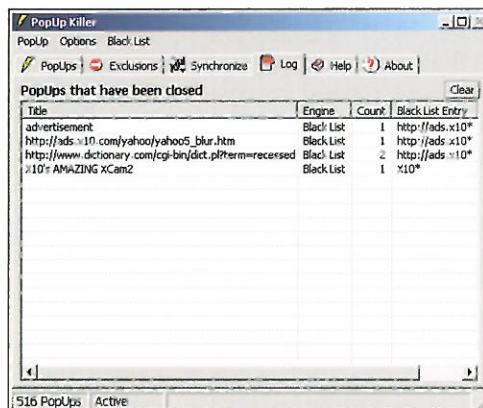 PopUp Killer
PopUp Options Black List
PopUps Exclusions Synchronize Log Help About
PopUps that have been closed Clear
Title Engine Count Black List Entry
advertisement Black List 1 http://ads.x10*
http://ads.x10.com/yahoo/yahoo5_blur.htm Black List 1 http://ads.x10*
http://www.dictionary.com/cgi-bin/dict.pl?term=recessed Black List 2 http://ads.x10*
X10's AMAZING XCam2 Black List 1 x10*
516 PopUps Active